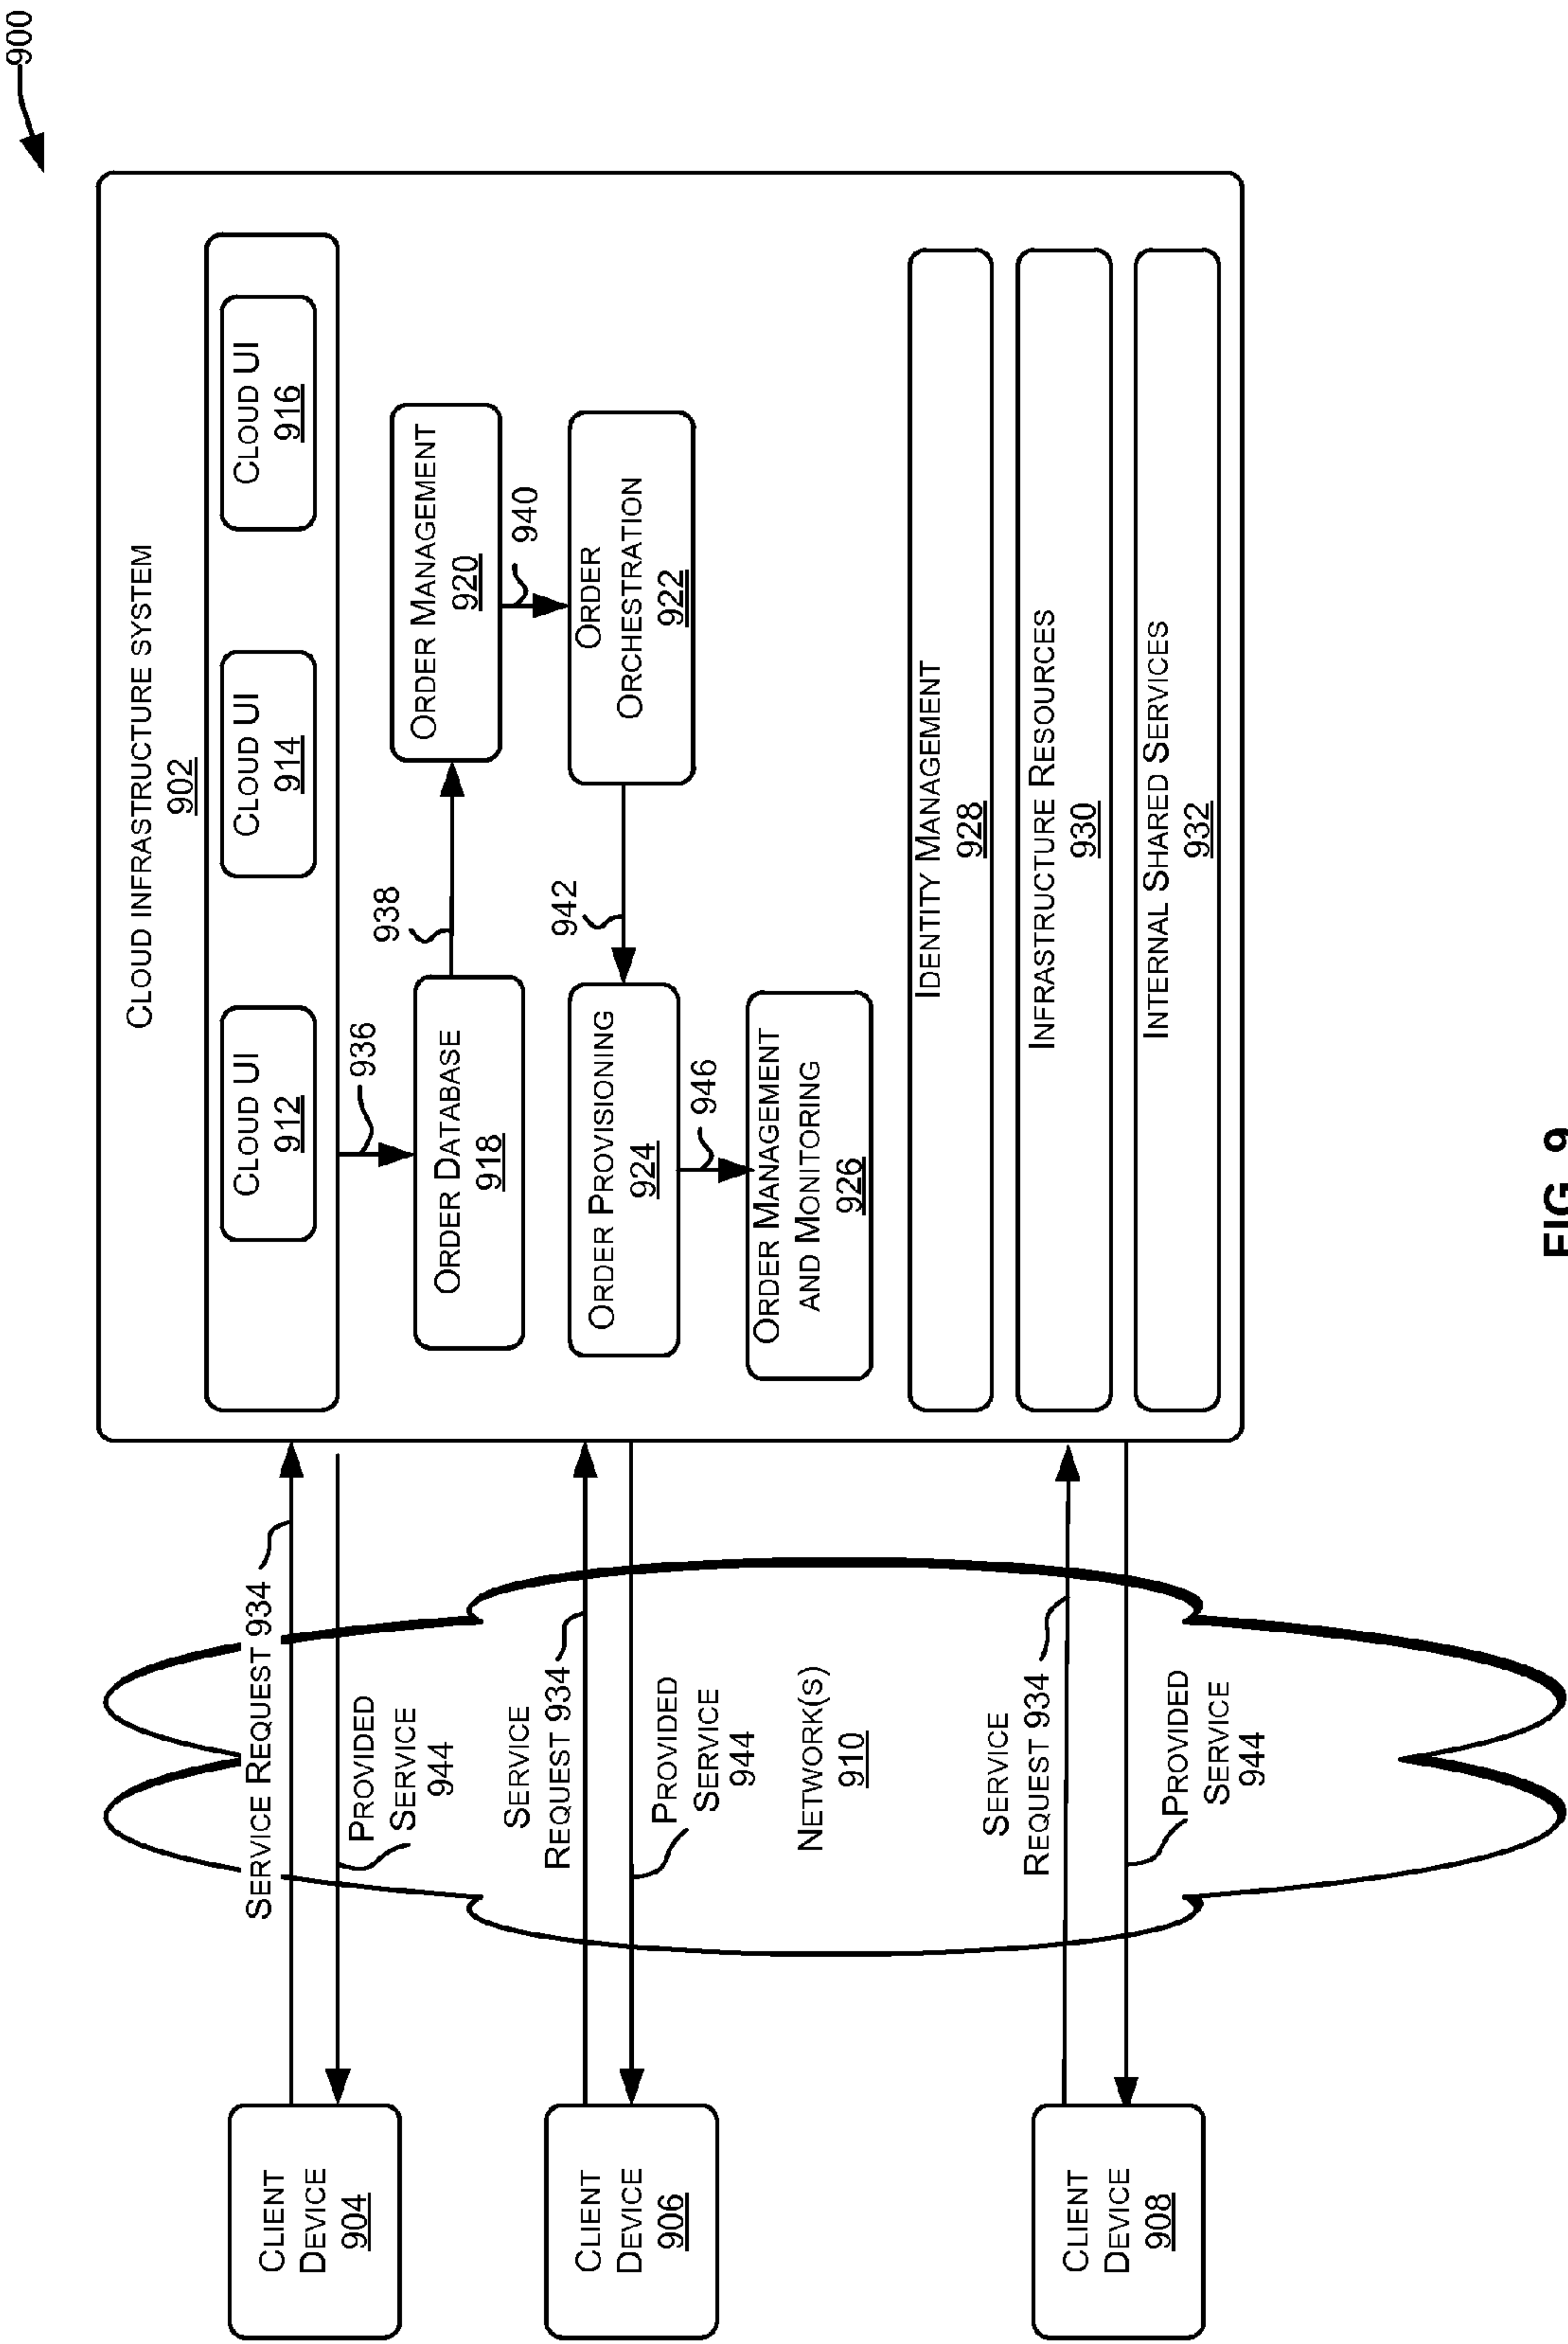 900
CLOUD INFRASTRUCTURE SYSTEM
902
CLOUD UI
912
CLOUD UI
914
CLOUD UI
916
936
ORDER DATABASE
918
938
ORDER MANAGEMENT
920
940
ORDER
ORCHESTRATION
922
942
ORDER PROVISIONING
924
946
ORDER MANAGEMENT
AND MONITORING
926
IDENTITY MANAGEMENT
928
INFRASTRUCTURE RESOURCES
930
INTERNAL SHARED SERVICES
932
CLIENT
DEVICE
904
SERVICE REQUEST 934
PROVIDED
SERVICE
944
CLIENT
DEVICE
906
SERVICE
REQUEST 934
PROVIDED
SERVICE
944
NETWORK(S)
910
CLIENT
DEVICE
908
SERVICE
REQUEST 934
PROVIDED
SERVICE
944
FIG. 9